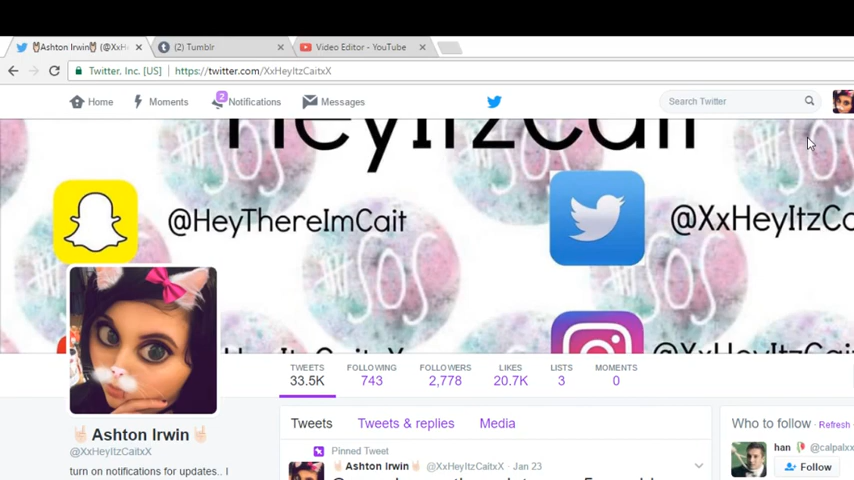 Ashton Irwin (@XxH
(2) Tumblr
Video Editor - YouTube
Twitter, Inc. [US]
https://twitter.com/XxHeyItzCaitxX
Home
Moments
2
Notifications
Messages
Search Twitter
HeyItzCait
@HeyThereImCait
@XxHeyItzCa
TWEETS
33.5K
FOLLOWING
743
FOLLOWERS
2,778
LIKES
20.7K
LISTS
3
MOMENTS
0
Ashton Irwin
@XxHeyItzCaitxX
turn on notifications for updates.. I
Tweets
Tweets & replies
Media
Pinned Tweet
Ashton Irwin @XxHeyItzCaitxX · Jan 23
Who to follow · Refresh
han @calpalxx
Follow